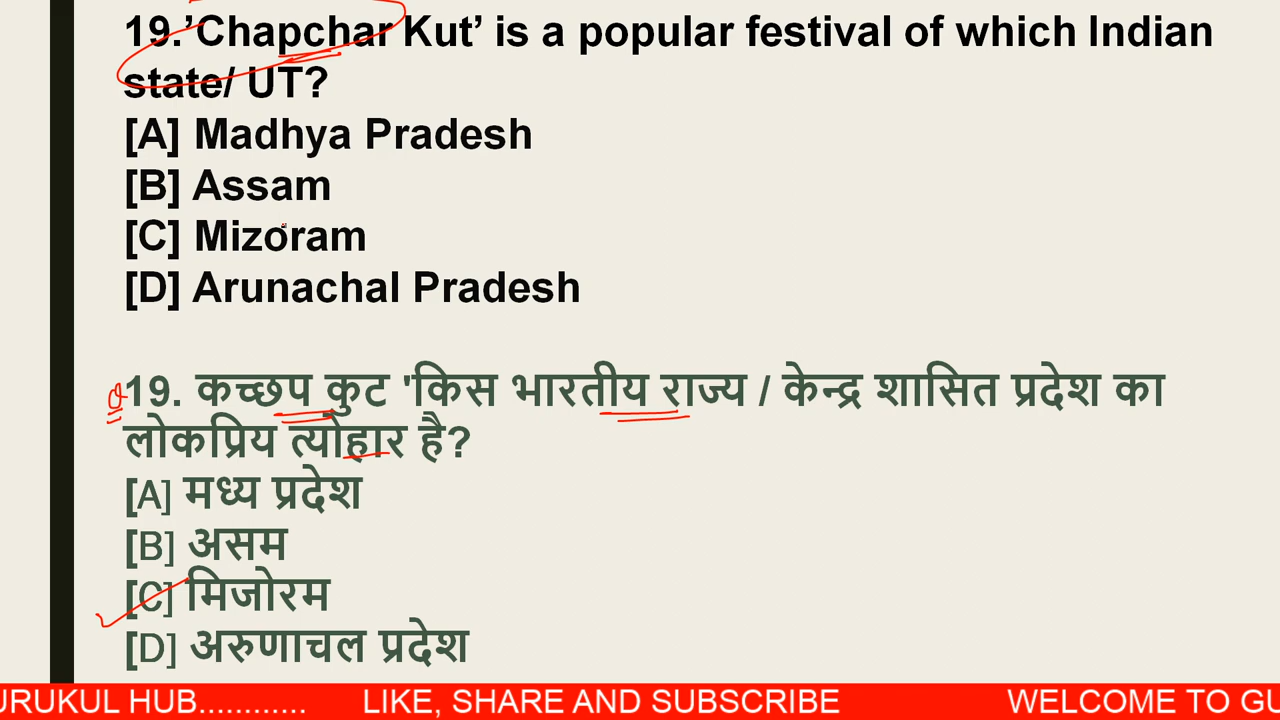 19.’Chapchar Kut’ is a popular festival of which Indian
state/ UT?
[A] Madhya Pradesh
[B] Assam
[C] Mizoram
[D] Arunachal Pradesh
19. कच्छप कुट 'किस भारतीय राज्य / केन्द्र शासित प्रदेश का
लोकप्रिय त्योहार है?
[A] मध्य प्रदेश
[B] असम
[C] मिजोरम
[D] अरुणाचल प्रदेश
URUKUL HUB............ LIKE, SHARE AND SUBSCRIBE WELCOME TO GU